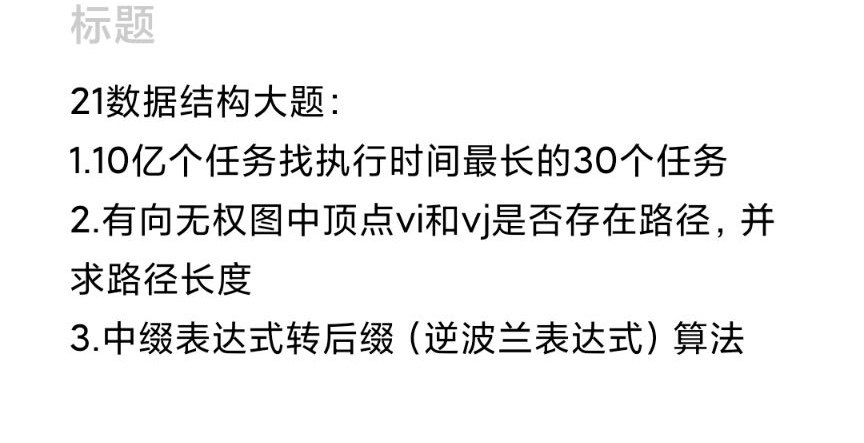 标题
21数据结构大题：
1.10亿个任务找执行时间最长的30个任务
2.有向无权图中顶点vi和vj是否存在路径，并
求路径长度
3.中缀表达式转后缀（逆波兰表达式）算法